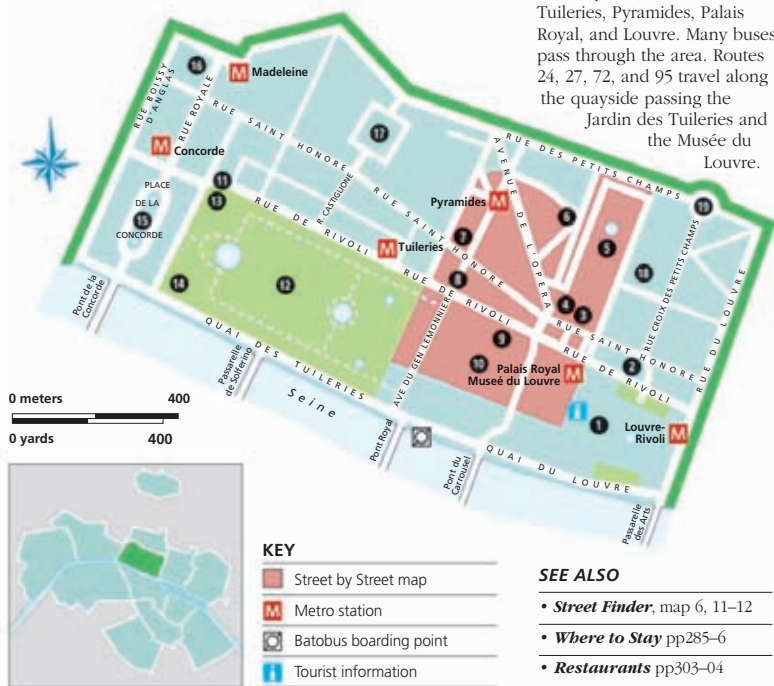 Tuileries, Pyramides, Palais
Royal, and Louvre. Many buses
pass through the area. Routes
24, 27, 72, and 95 travel along
the quayside passing the
Jardin des Tuileries and
the Musée du
Louvre.
16
Madeleine
RUE BOISSY
D'ANGLAS
RUE ROYALE
Concorde
RUE SAINT HONORE
17
RUE DES PETITS CHAMPS
AVENUE DE L'OPERA
19
PLACE
DE LA
15
CONCORDE
11
13
RUE DE RIVOLI
R. CASTIGLIONE
RUE SAINT HONORE
Pyramides
6
5
7
18
RUE CROIX DES PETITS CHAMPS
Tuileries
RUE DE RIVOLI
8
4
3
RUE SAINT HONORE
RUE DU LOUVRE
14
12
9
10
2
RUE DE RIVOLI
Palais Royal
Museé du Louvre
AVE DU GEN LEMONNIERE
1
Louvre-
Rivoli
Pont de la
Concorde
QUAI DES TUILERIES
Passarelle
de Solferino
Seine
Pont Royal
Pont du
Carrousel
QUAI DU LOUVRE
Passarelle
des Arts
0 meters 400
0 yards 400
KEY
Street by Street map
M Metro station
Batobus boarding point
i Tourist information
SEE ALSO
• Street Finder, map 6, 11–12
• Where to Stay pp285–6
• Restaurants pp303–04